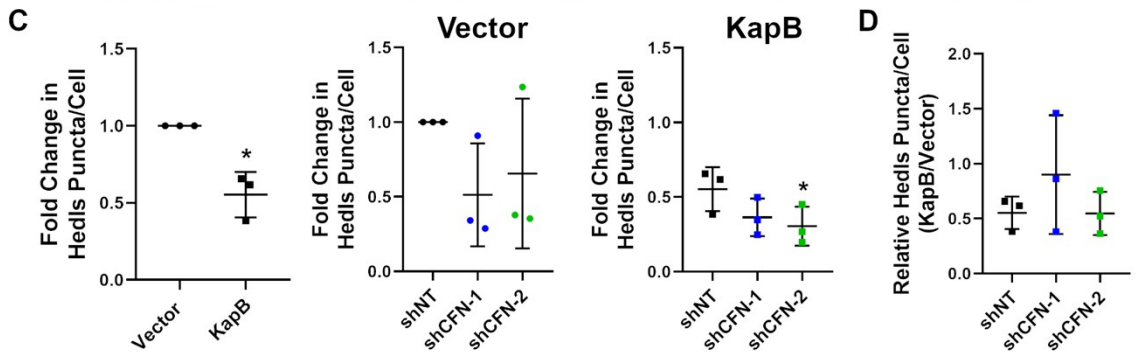 C
Fold Change in
Hedls Puncta/Cell
1.5
1.0
0.5
0.0
*
Vector
KapB
Vector
Fold Change in
Hedls Puncta/Cell
1.5
1.0
0.5
0.0
shNT
shCFN-1
shCFN-2
KapB
Fold Change in
Hedls Puncta/Cell
1.5
1.0
0.5
0.0
*
shNT
shCFN-1
shCFN-2
D
Relative Hedls Puncta/Cell
(KapB/Vector)
2.0
1.5
1.0
0.5
0.0
shNT
shCFN-1
shCFN-2